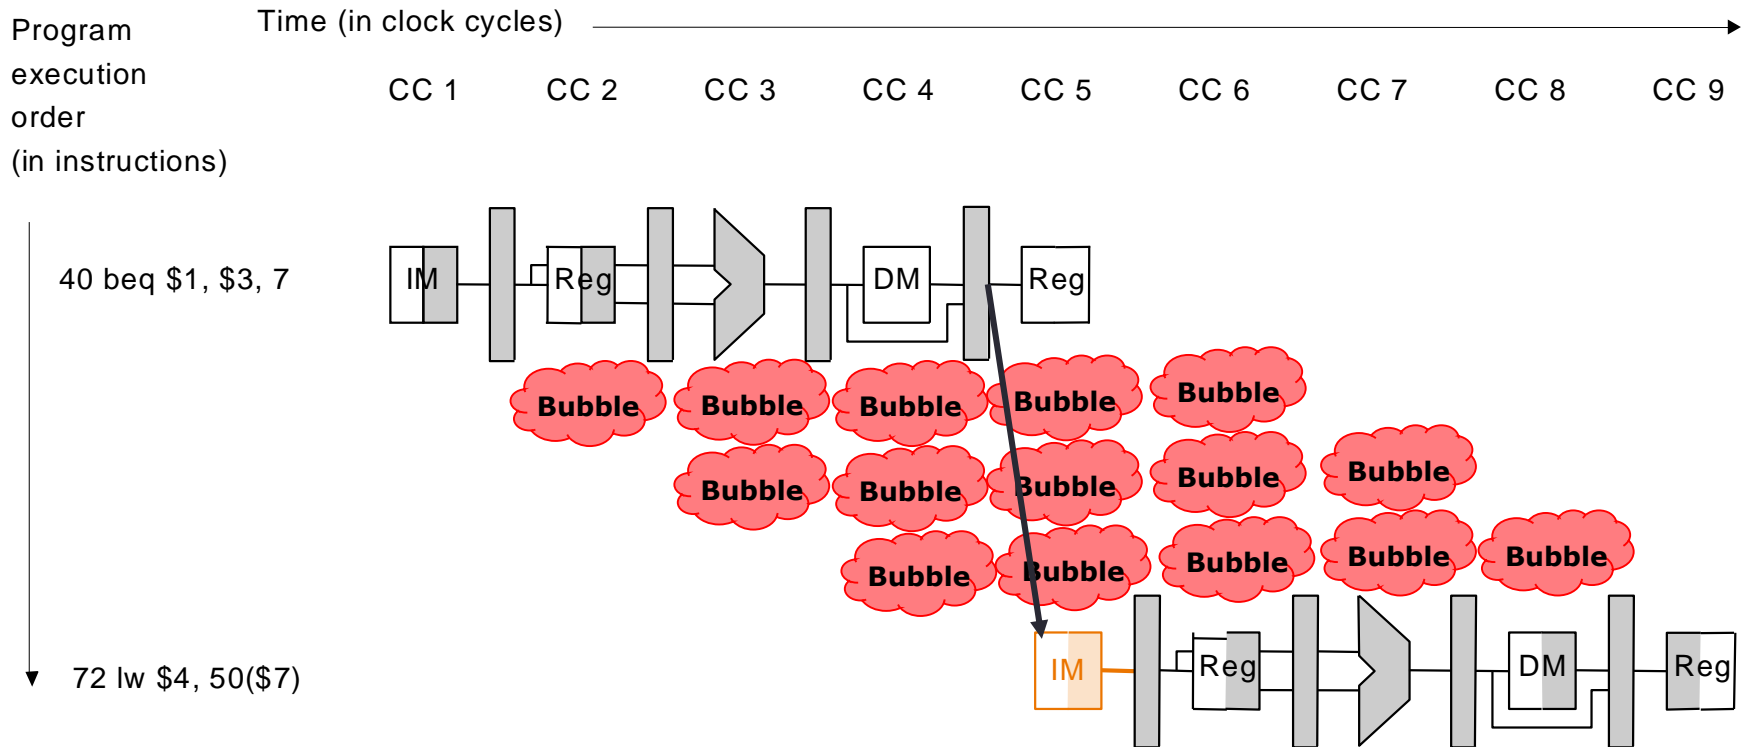 Program
execution
order
(in instructions)
Time (in clock cycles)
CC 1 CC 2 CC 3 CC 4 CC 5 CC 6 CC 7 CC 8 CC 9
40 beq $1, $3, 7
IM Reg DM Reg
Bubble Bubble Bubble Bubble Bubble
Bubble Bubble Bubble Bubble Bubble
Bubble Bubble Bubble Bubble Bubble
72 lw $4, 50($7)
IM Reg DM Reg